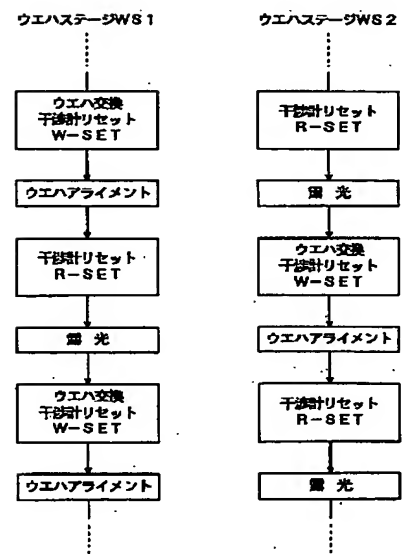 ウエハステージWS1
ウエハ交換
干渉計リセット
W-SET
ウエハアライメント
干渉計リセット
R-SET
露 光
ウエハ交換
干渉計リセット
W-SET
ウエハアライメント
ウエハステージWS2
干渉計リセット
R-SET
露 光
ウエハ交換
干渉計リセット
W-SET
ウエハアライメント
干渉計リセット
R-SET
露 光